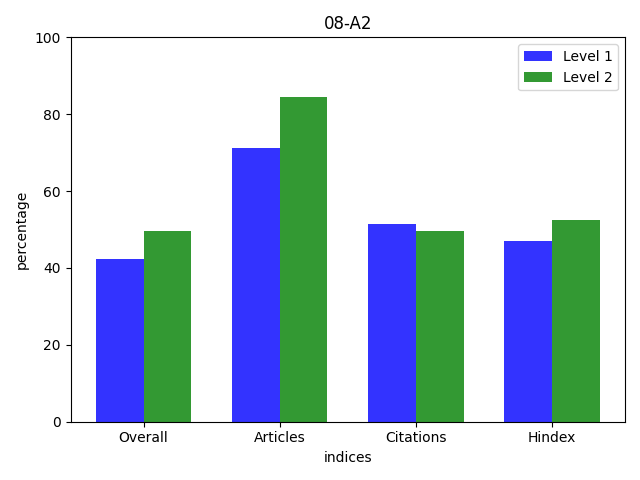 08-A2
100
80
60
40
20
0
percentage
Level 1
Level 2
Overall
Articles
Citations
Hindex
indices